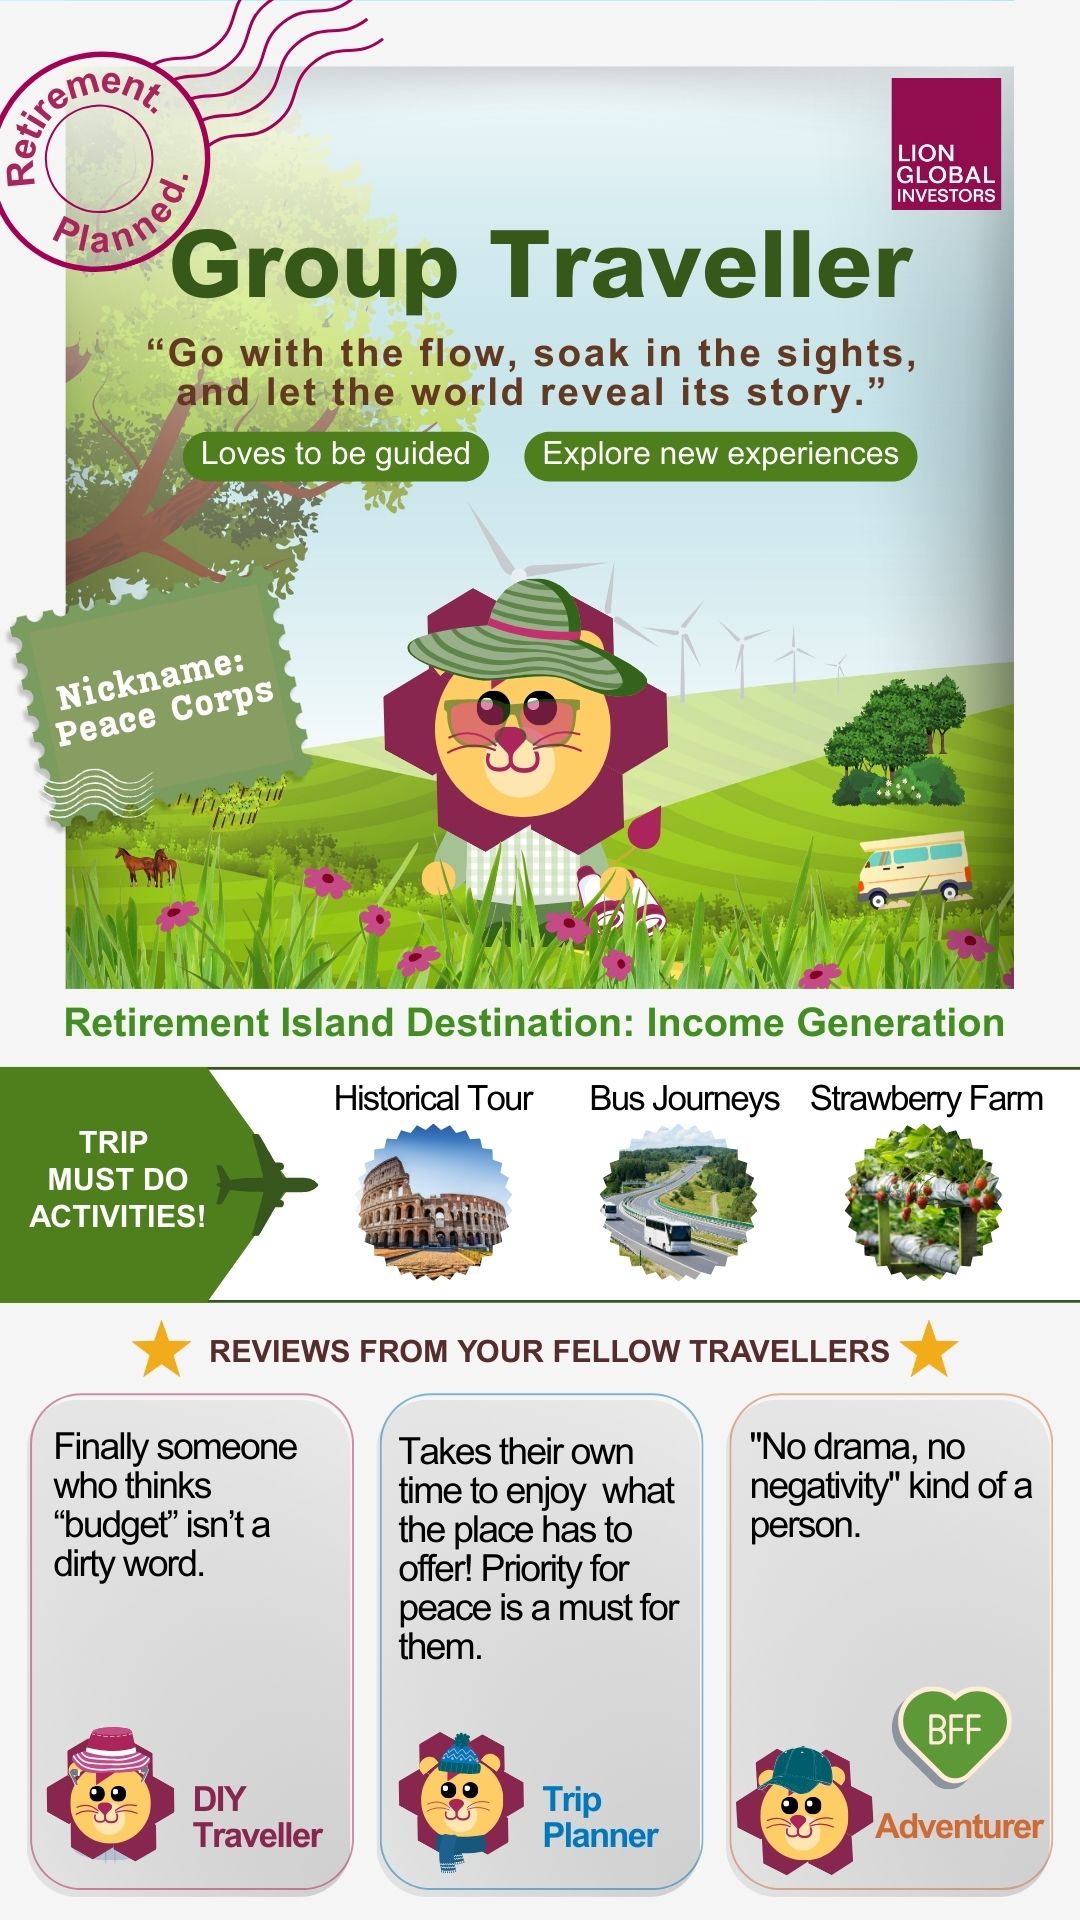 Retirement.
Planned.
LION
GLOBAL
INVESTORS
Group Traveller
“Go with the flow, soak in the sights,
and let the world reveal its story.”
Loves to be guided
Explore new experiences
Nickname:
Peace Corps
Retirement Island Destination: Income Generation
TRIP
MUST DO
ACTIVITIES!
Historical Tour
Bus Journeys
Strawberry Farm
REVIEWS FROM YOUR FELLOW TRAVELLERS
Finally someone
who thinks
“budget” isn’t a
dirty word.
DIY
Traveller
Takes their own
time to enjoy  what
the place has to
offer! Priority for
peace is a must for
them.
Trip
Planner
"No drama, no
negativity" kind of a
person.
BFF
Adventurer